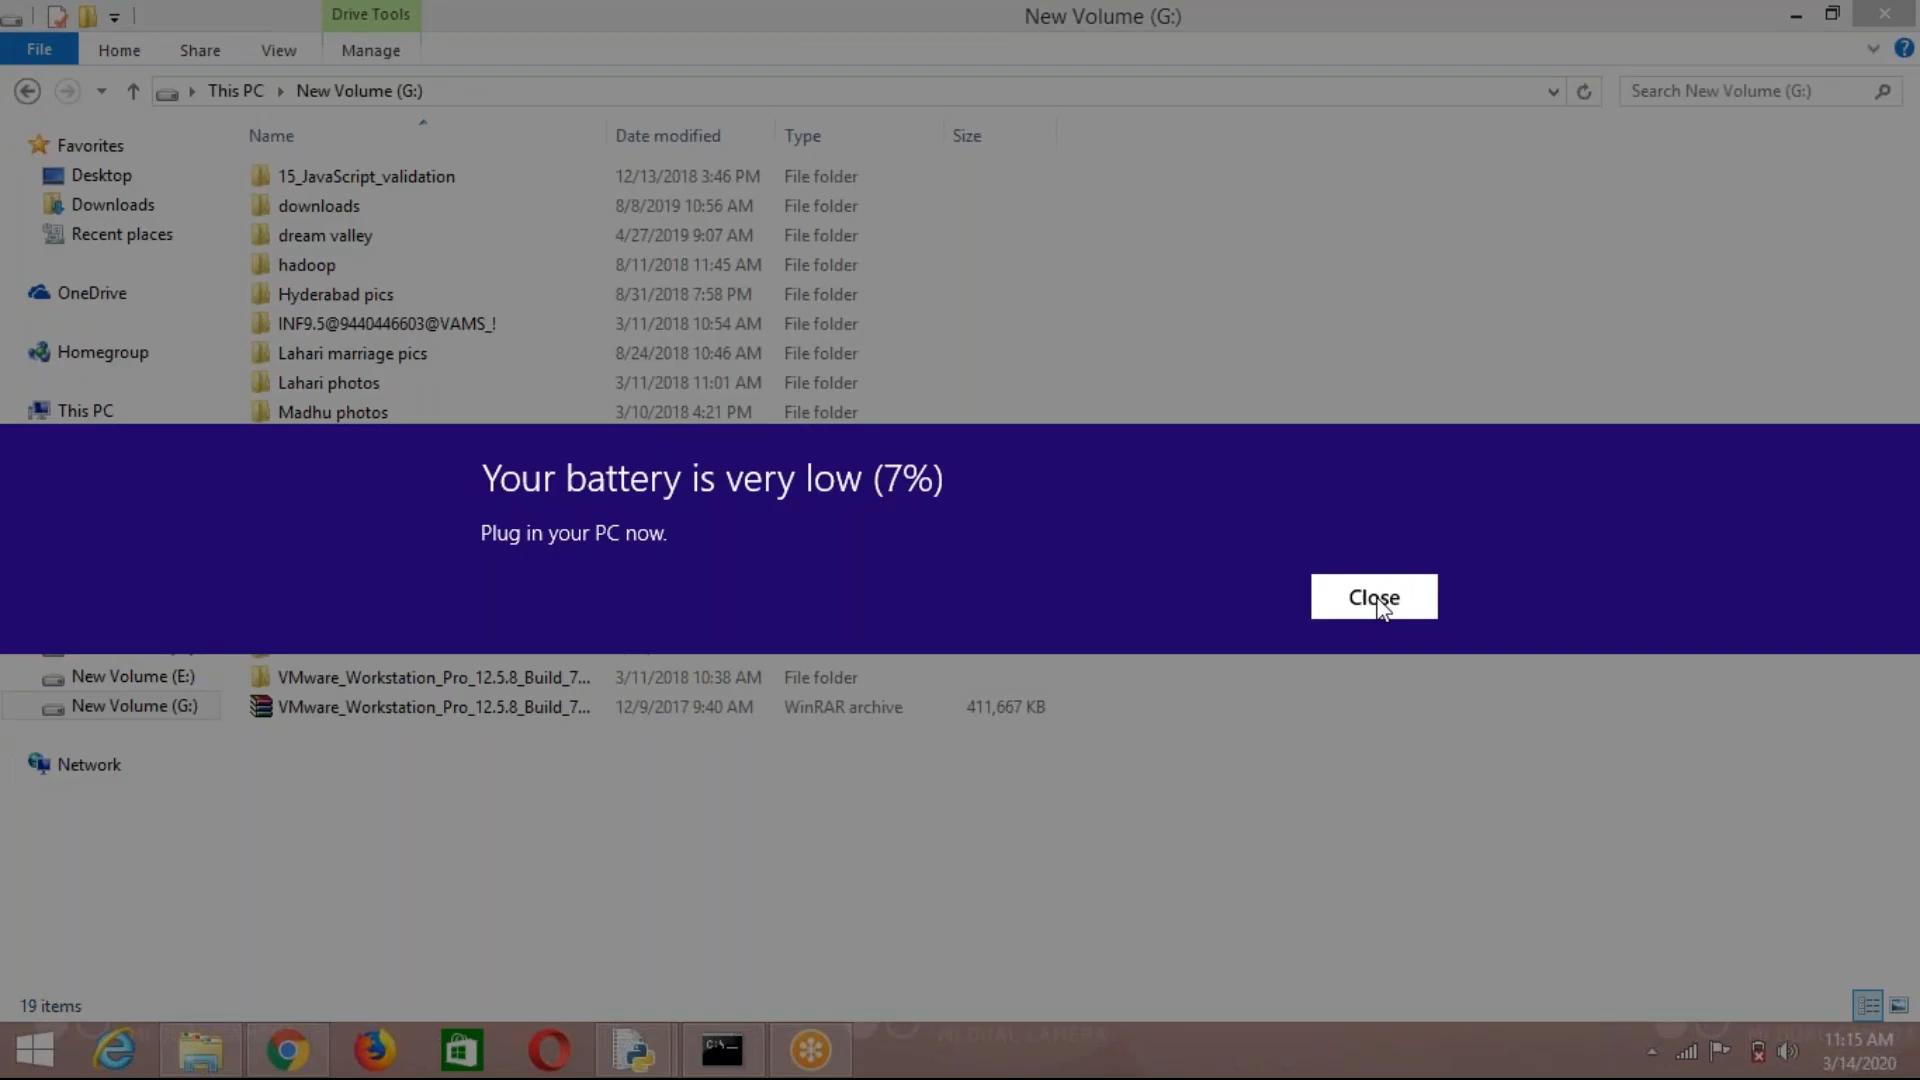 Drive Tools
New Volume (G:)
File Home Share View Manage
This PC New Volume (G:)
Search New Volume (G:)
Name Date modified Type Size
Favorites
Desktop
Downloads
Recent places
OneDrive
Homegroup
This PC
15_JavaScript_validation 12/13/2018 3:46 PM File folder
downloads 8/8/2019 10:56 AM File folder
dream valley 4/27/2019 9:07 AM File folder
hadoop 8/11/2018 11:45 AM File folder
Hyderabad pics 8/31/2018 7:58 PM File folder
INF9.5@9440446603@VAMS_! 3/11/2018 10:54 AM File folder
Lahari marriage pics 8/24/2018 10:46 AM File folder
Lahari photos 3/11/2018 11:01 AM File folder
Madhu photos 3/10/2018 4:21 PM File folder
Your battery is very low (7%)
Plug in your PC now.
Close
New Volume (E:)
New Volume (G:)
Network
VMware_Workstation_Pro_12.5.8_Build_7... 3/11/2018 10:38 AM File folder
VMware_Workstation_Pro_12.5.8_Build_7... 12/9/2017 9:40 AM WinRAR archive 411,667 KB
19 items
MI DUAL CAMERA
C:\_
11:15 AM
3/14/2020